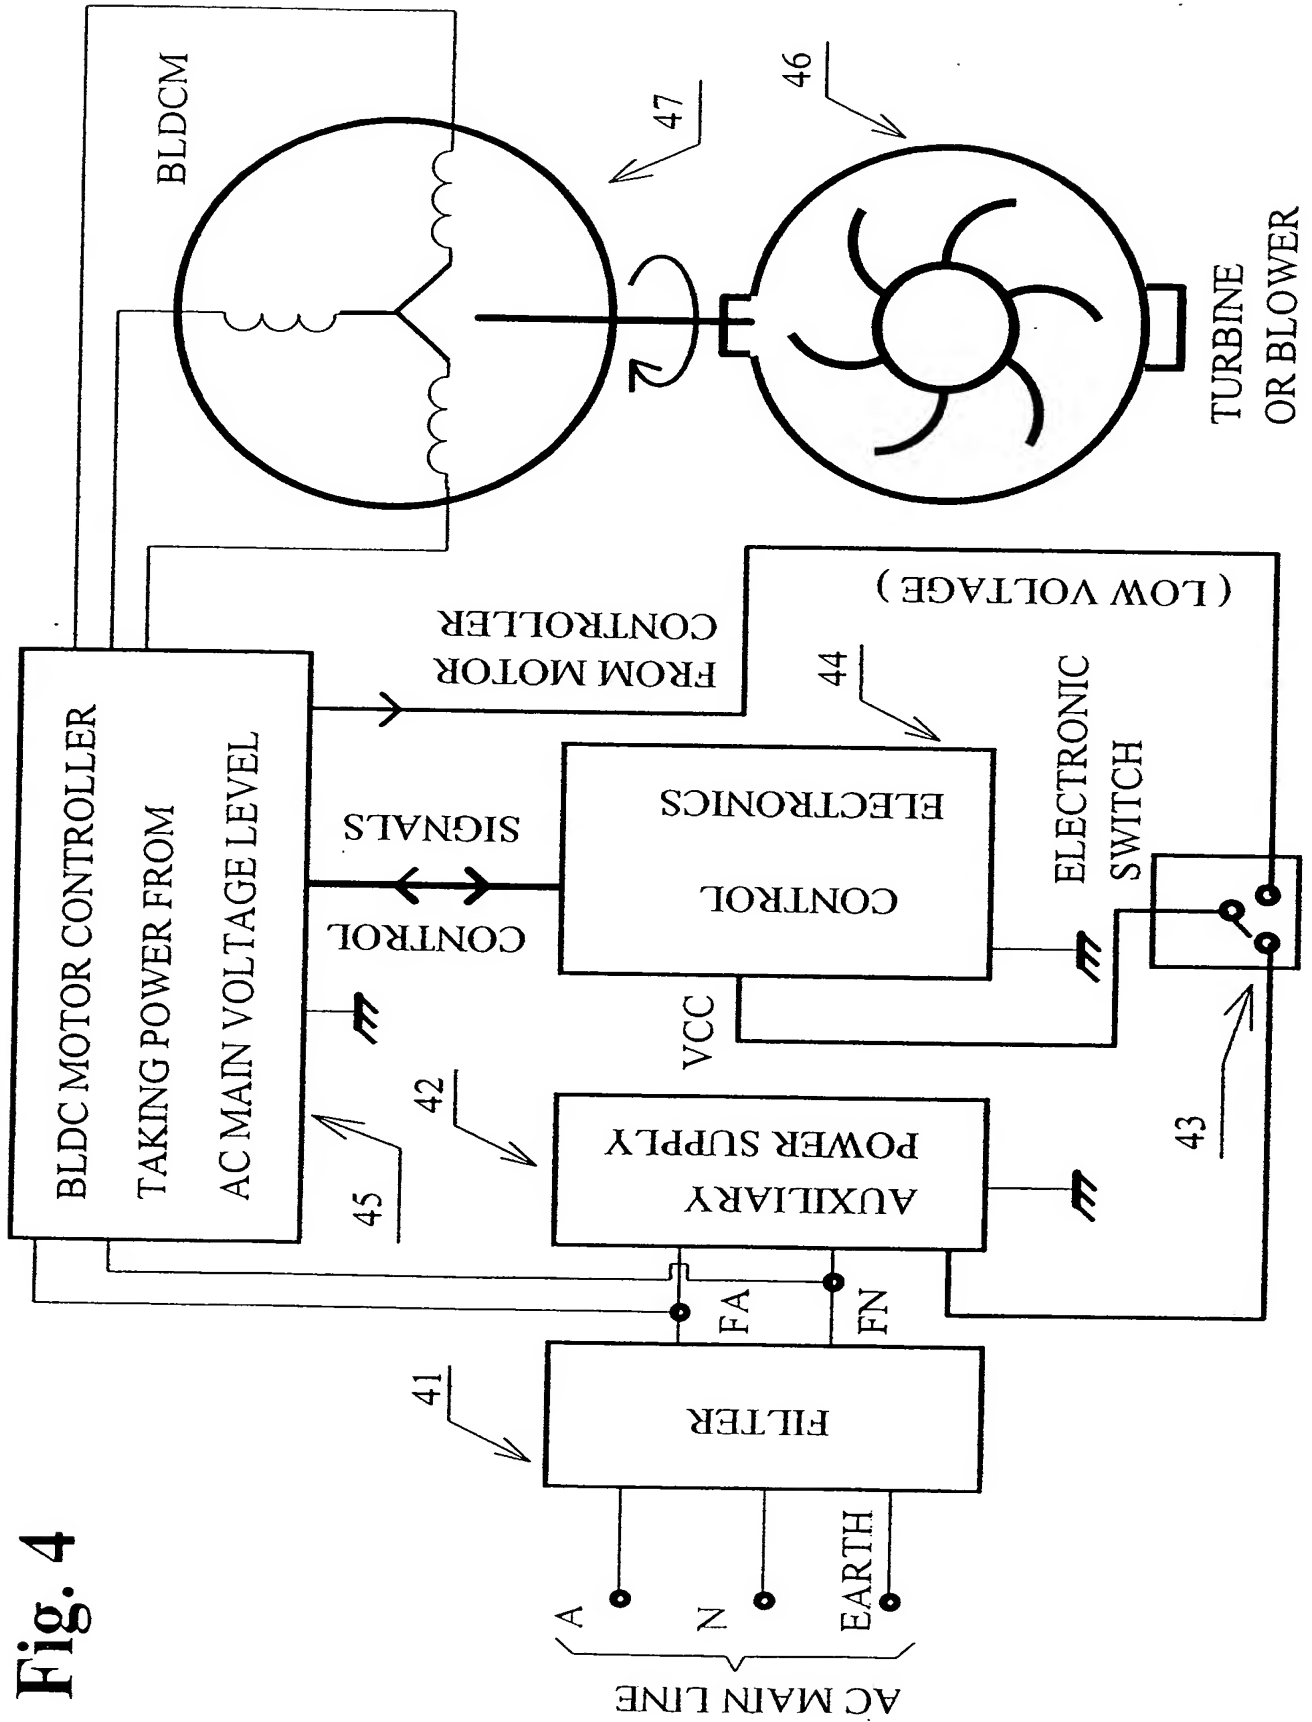 Fig. 4
BLDC MOTOR CONTROLLER
TAKING POWER FROM
AC MAIN VOLTAGE LEVEL
45
BLDCM
47
46
TURBINE
OR BLOWER
CONTROL
SIGNALS
FROM MOTOR
CONTROLLER
( LOW VOLTAGE )
AC MAIN LINE
A
N
EARTH
41
FILTER
FA
FN
42
AUXILIARY
POWER SUPPLY
VCC
44
CONTROL
ELECTRONICS
43
ELECTRONIC
SWITCH